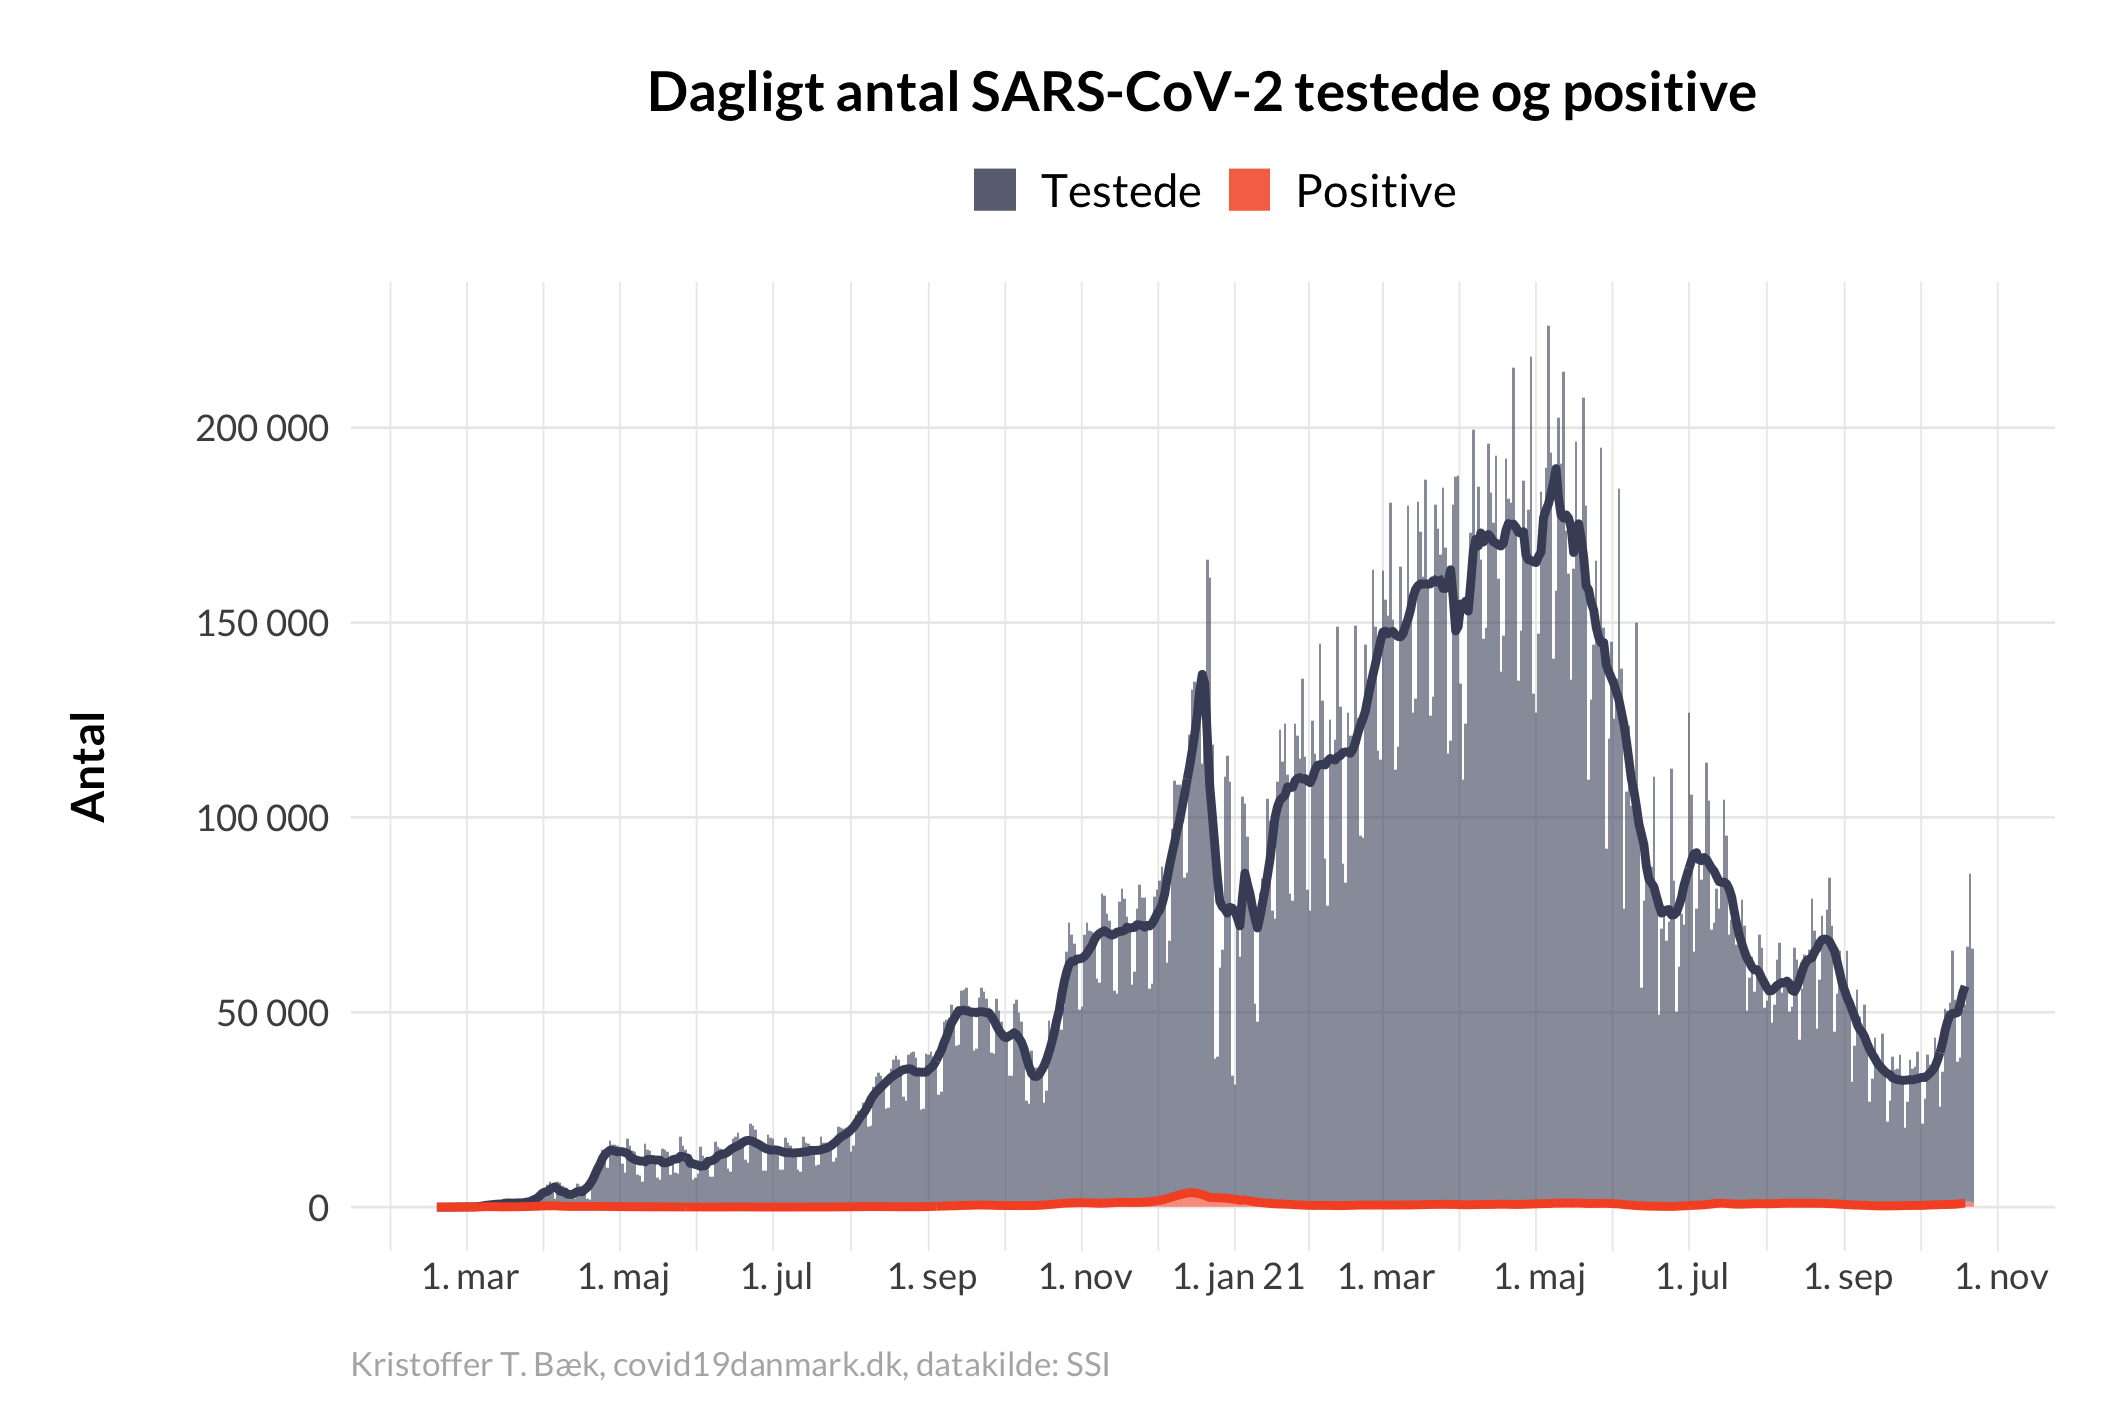 Dagligt antal SARS-CoV-2 testede og positive
Testede Positive
Antal
200 000
150 000
100 000
50 000
0
1. mar 1. maj 1. jul 1. sep 1. nov 1. jan 21 1. mar 1. maj 1. jul 1. sep 1. nov
Kristoffer T. Bæk, covid19danmark.dk, datakilde: SSI